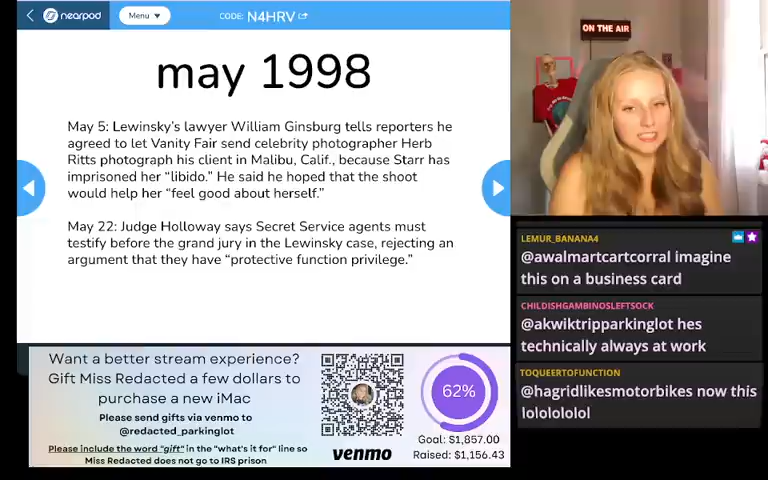 nearpod
Menu
CODE: N4HRV
ON THE AIR
may 1998
May 5: Lewinsky's lawyer William Ginsburg tells reporters he
agreed to let Vanity Fair send celebrity photographer Herb
Ritts photograph his client in Malibu, Calif., because Starr has
imprisoned her “libido.” He said he hoped that the shoot
would help her “feel good about herself.”
May 22: Judge Holloway says Secret Service agents must
testify before the grand jury in the Lewinsky case, rejecting an
argument that they have “protective function privilege.”
LEMUR_BANANA4
@awalmartcartcorral imagine
this on a business card
CHILDISHGAMBINOSLEFTSOCK
@akwiktripparkinglot hes
technically always at work
TOQUEERTOFUNCTION
@hagridlikesmotorbikes now this
lolololol
Want a better stream experience?
Gift Miss Redacted a few dollars to
purchase a new iMac
Please send gifts via venmo to
@redacted_parkinglot
Please include the word "gift" in the "what's it for" line so
Miss Redacted does not go to IRS prison
venmo
62%
Goal: $1,857.00
Raised: $1,156.43